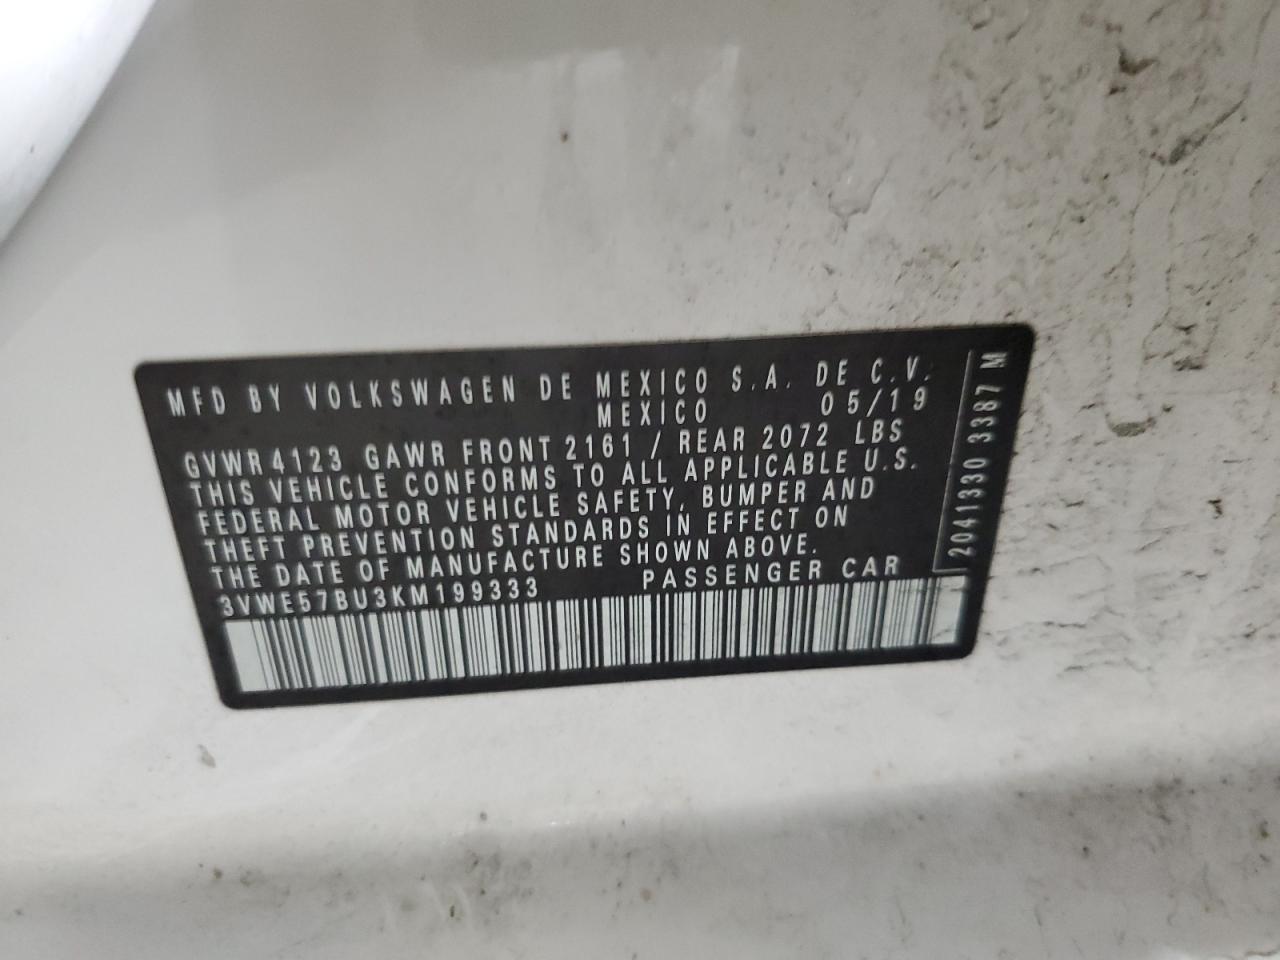 MFD BY VOLKSWAGEN DE MEXICO S.A. DE C.V.
MEXICO 05/19
GVWR 4123 GAWR FRONT 2161 / REAR 2072 LBS
THIS VEHICLE CONFORMS TO ALL APPLICABLE U.S.
FEDERAL MOTOR VEHICLE SAFETY, BUMPER AND
THEFT PREVENTION STANDARDS IN EFFECT ON
THE DATE OF MANUFACTURE SHOWN ABOVE.
3VWE57BU3KM199333 PASSENGER CAR
2041330 3387 M